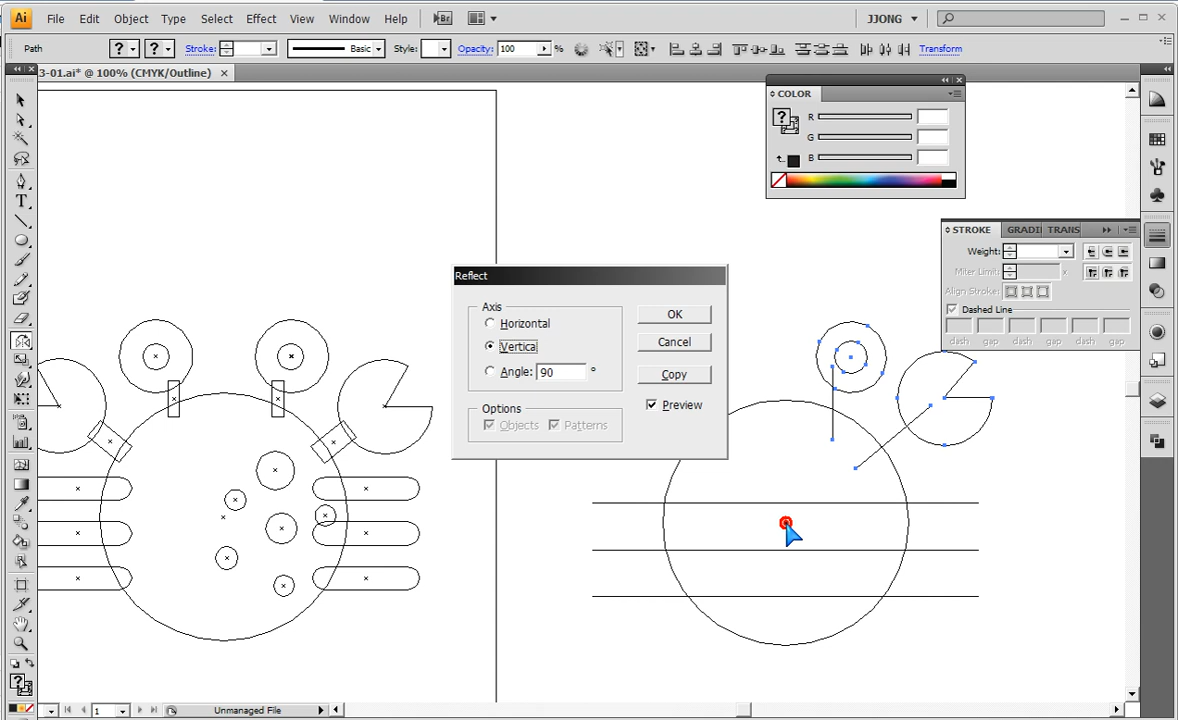 Ai File Edit Object Type Select Effect View Window Help Br JJONG
Path ? ? Stroke: Basic Style: Opacity: 100 % Transform
3-01.ai* @ 100% (CMYK/Outline) ×
COLOR
? R
G
B
STROKE GRADI TRANS
Weight:
Miter Limit: x
Align Stroke:
Dashed Line
dash gap dash gap dash gap
Reflect
Axis
Horizontal
Vertical
Angle: 90 °
OK
Cancel
Copy
Preview
Options
Objects Patterns
T
?
1 Unmanaged File